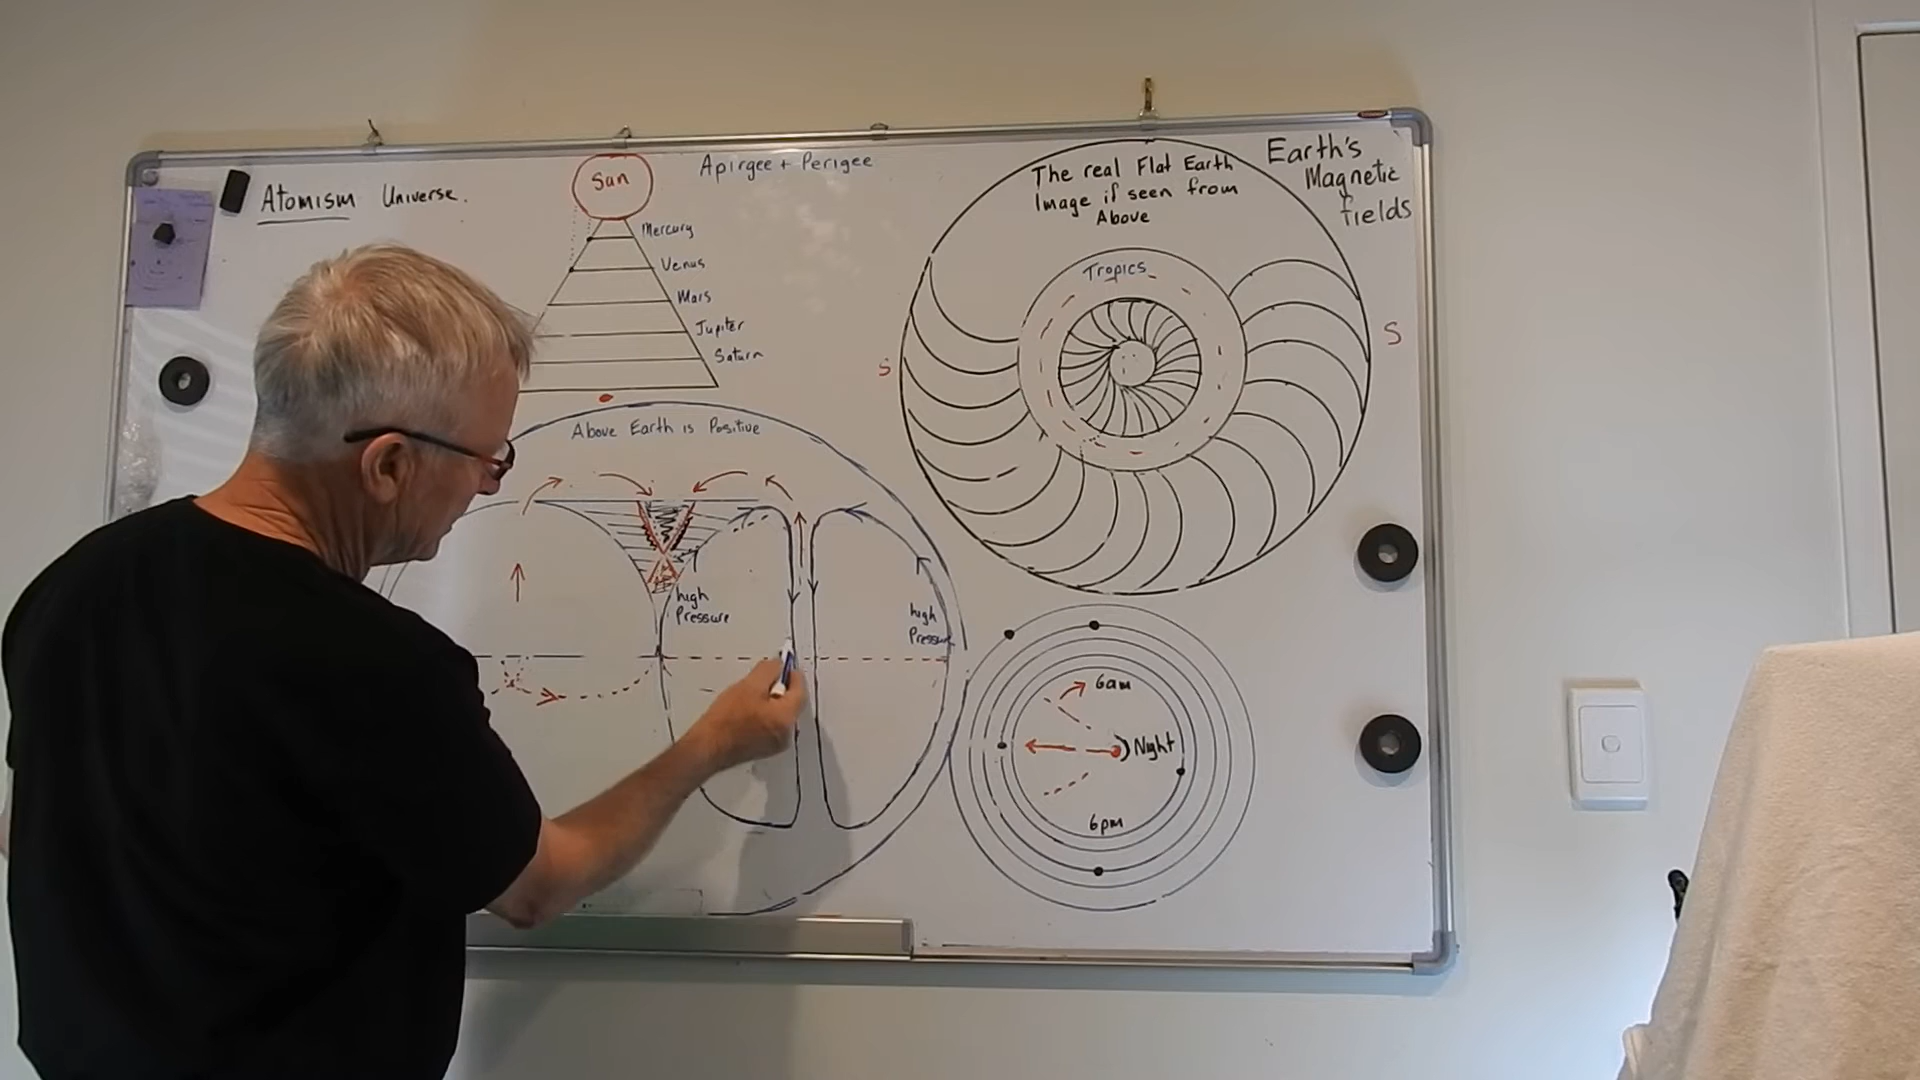 Atomism Universe.
Sun
Apirgee + Perigee
Mercury
Venus
Mars
Jupiter
Saturn
Above Earth is Positive
high
Pressure
high
Pressure
The real Flat Earth
Image if seen from
Above
Tropics
Earth's
Magnetic
fields
S
S
6am
Night
6pm